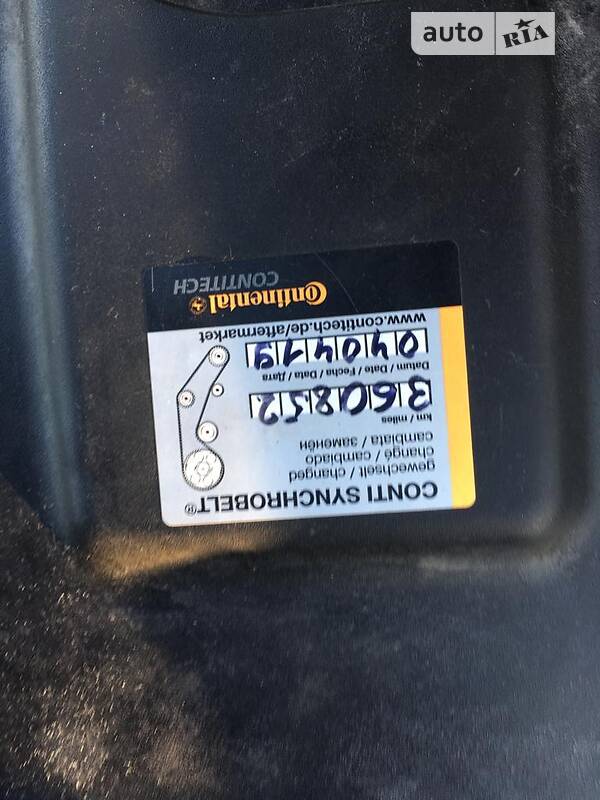 auto RIA
CONTI SYNCHROBELT®
gewechselt / changed
changé / cambiado
cambiata / заменён
km / miles
360852
Datum / Date / Fecha / Data / Дата
040419
www.contitech.de/aftermarket
Continental
CONTITECH